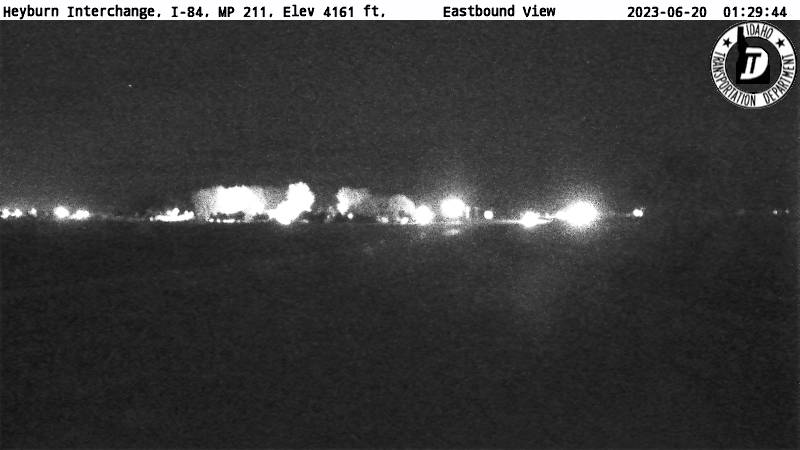 Heyburn Interchange, I-84, MP 211, Elev 4161 ft, Eastbound View 2023-06-20 01:29:44
IDAHO
TRANSPORTATION DEPARTMENT